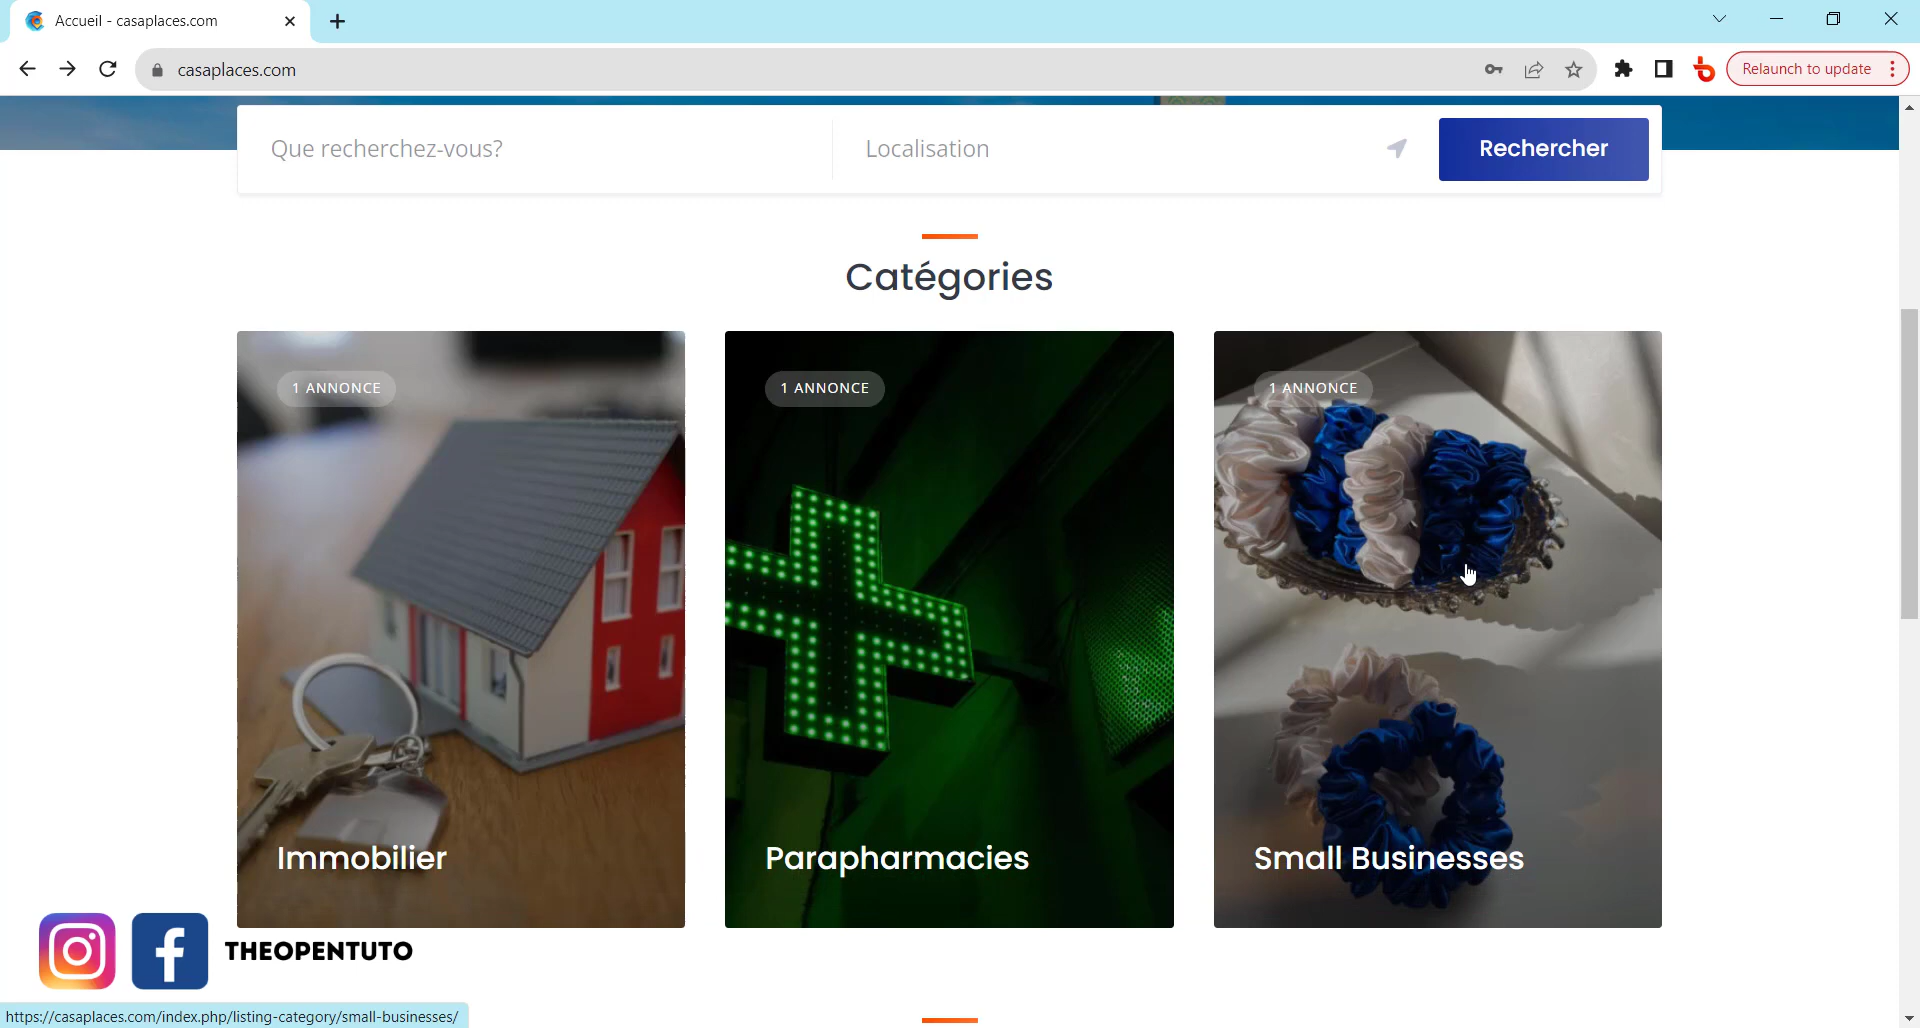 Accueil - casaplaces.com
casaplaces.com
Relaunch to update
Que recherchez-vous?
Localisation
Rechercher
Catégories
1 ANNONCE
1 ANNONCE
1 ANNONCE
Immobilier
Parapharmacies
Small Businesses
THEOPENTUTO
https://casaplaces.com/index.php/listing-category/small-businesses/